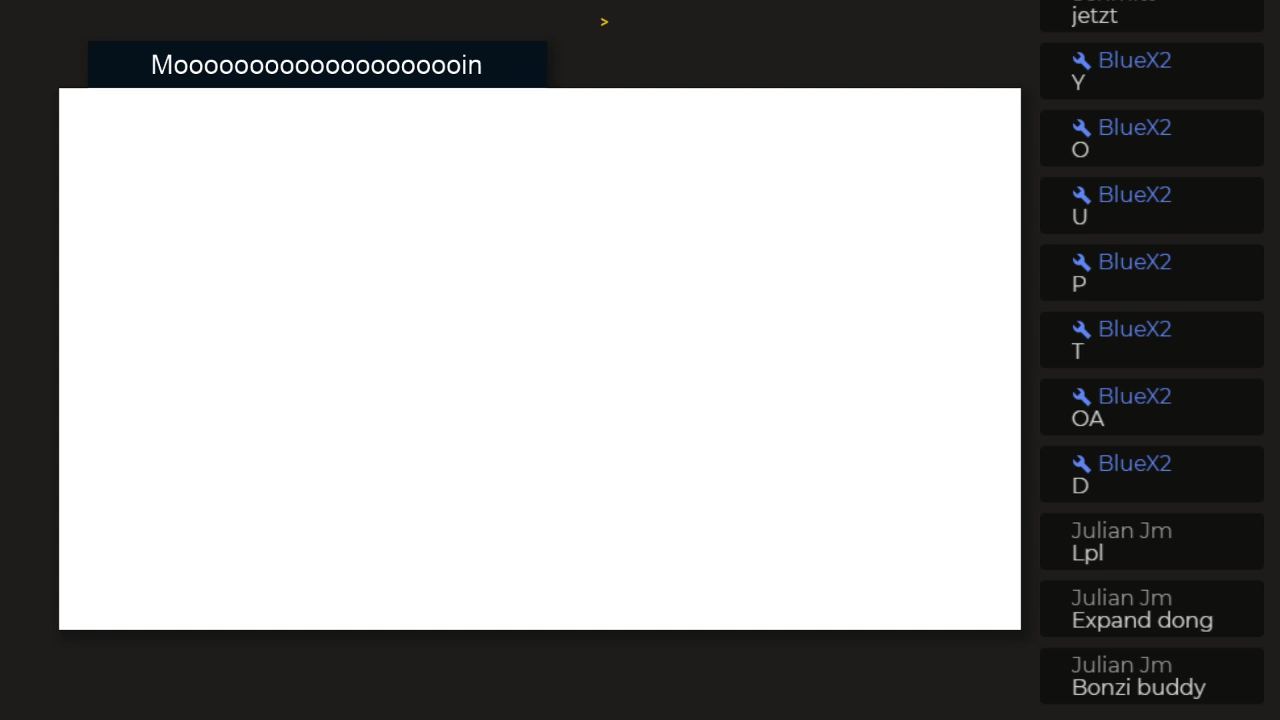 >
Mooooooooooooooooooin
jetzt
BlueX2
Y
BlueX2
O
BlueX2
U
BlueX2
P
BlueX2
T
BlueX2
OA
BlueX2
D
Julian Jm
Lpl
Julian Jm
Expand dong
Julian Jm
Bonzi buddy